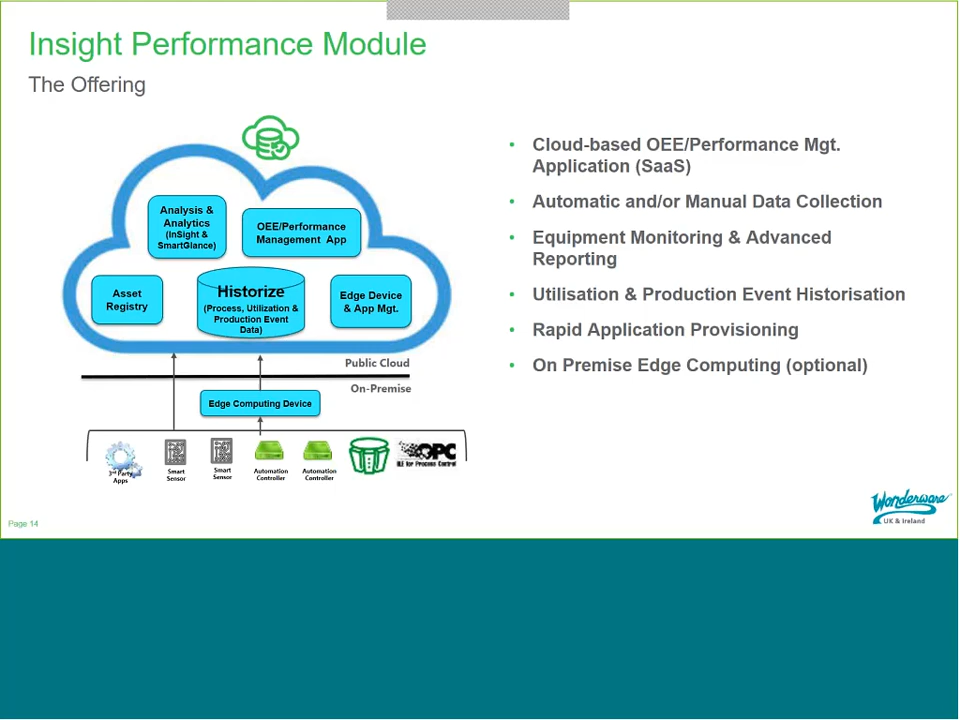 Insight Performance Module
The Offering
Analysis &
Analytics
(InSight &
SmartGlance)
OEE/Performance
Management App
Asset
Registry
Historize
(Process, Utilization &
Production Event
Data)
Edge Device
& App Mgt.
Public Cloud
On-Premise
Edge Computing Device
3rd Party
Apps
Smart
Sensor
Smart
Sensor
Automation
Controller
Automation
Controller
OPC
OLE for Process Control
• Cloud-based OEE/Performance Mgt.
Application (SaaS)
• Automatic and/or Manual Data Collection
• Equipment Monitoring & Advanced
Reporting
• Utilisation & Production Event Historisation
• Rapid Application Provisioning
• On Premise Edge Computing (optional)
Page 14
Wonderware
UK & Ireland